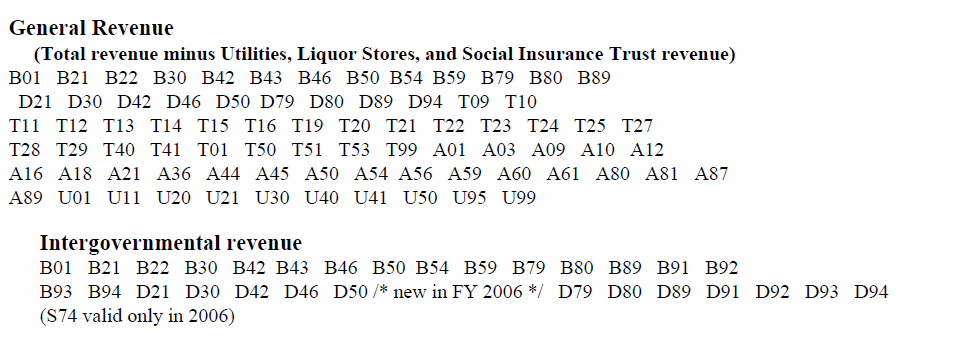 General Revenue
(Total revenue minus Utilities, Liquor Stores, and Social Insurance Trust revenue)
B01 B21 B22 B30 B42 B43 B46 B50 B54 B59 B79 B80 B89
D21 D30 D42 D46 D50 D79 D80 D89 D94 T09 T10
T11 T12 T13 T14 T15 T16 T19 T20 T21 T22 T23 T24 T25 T27
T28 T29 T40 T41 T01 T50 T51 T53 T99 A01 A03 A09 A10 A12
A16 A18 A21 A36 A44 A45 A50 A54 A56 A59 A60 A61 A80 A81 A87
A89 U01 U11 U20 U21 U30 U40 U41 U50 U95 U99
Intergovernmental revenue
B01 B21 B22 B30 B42 B43 B46 B50 B54 B59 B79 B80 B89 B91 B92
B93 B94 D21 D30 D42 D46 D50 /* new in FY 2006 */ D79 D80 D89 D91 D92 D93 D94
(S74 valid only in 2006)